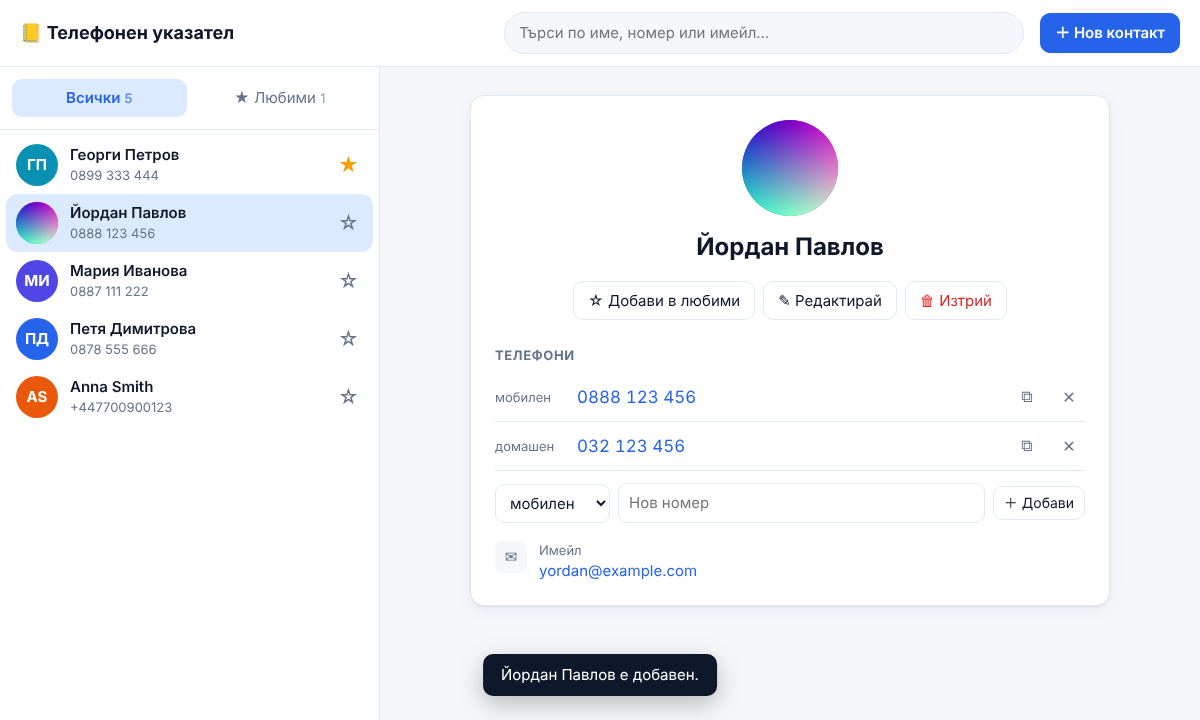 📒 Телефонен указател
Търси по име, номер или имейл...
+ Нов контакт
Всички 5
★ Любими 1
ГП
Георги Петров
0899 333 444
Йордан Павлов
0888 123 456
МИ
Мария Иванова
0887 111 222
ПД
Петя Димитрова
0878 555 666
AS
Anna Smith
+447700900123
Йордан Павлов
☆ Добави в любими
✎ Редактирай
🗑 Изтрий
ТЕЛЕФОНИ
мобилен 0888 123 456
домашен 032 123 456
мобилен
Нов номер
+ Добави
Имейл
yordan@example.com
Йордан Павлов е добавен.